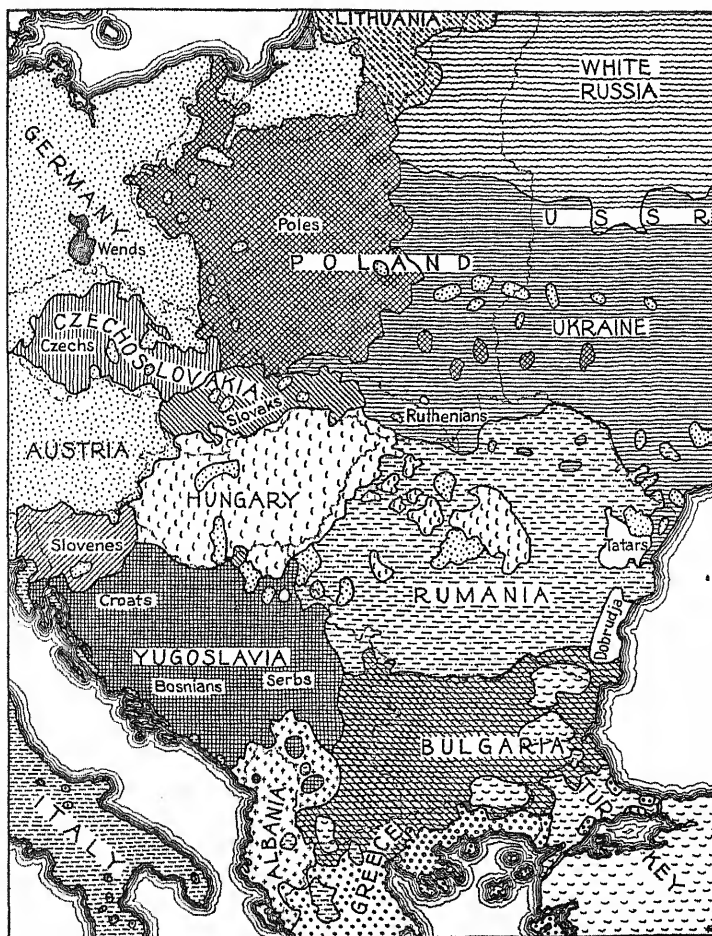 LITHUANIA
WHITE
RUSSIA
GERMANY
Wends
Poles
POLAND
U S S R
UKRAINE
CZECHOSLOVAKIA
Czechs
Slovaks
Ruthenians
AUSTRIA
HUNGARY
Slovenes
Croats
Tatars
RUMANIA
Dobrudja
YUGOSLAVIA
Bosnians
Serbs
BULGARIA
ITALY
ALBANIA
GREECE
TURKEY